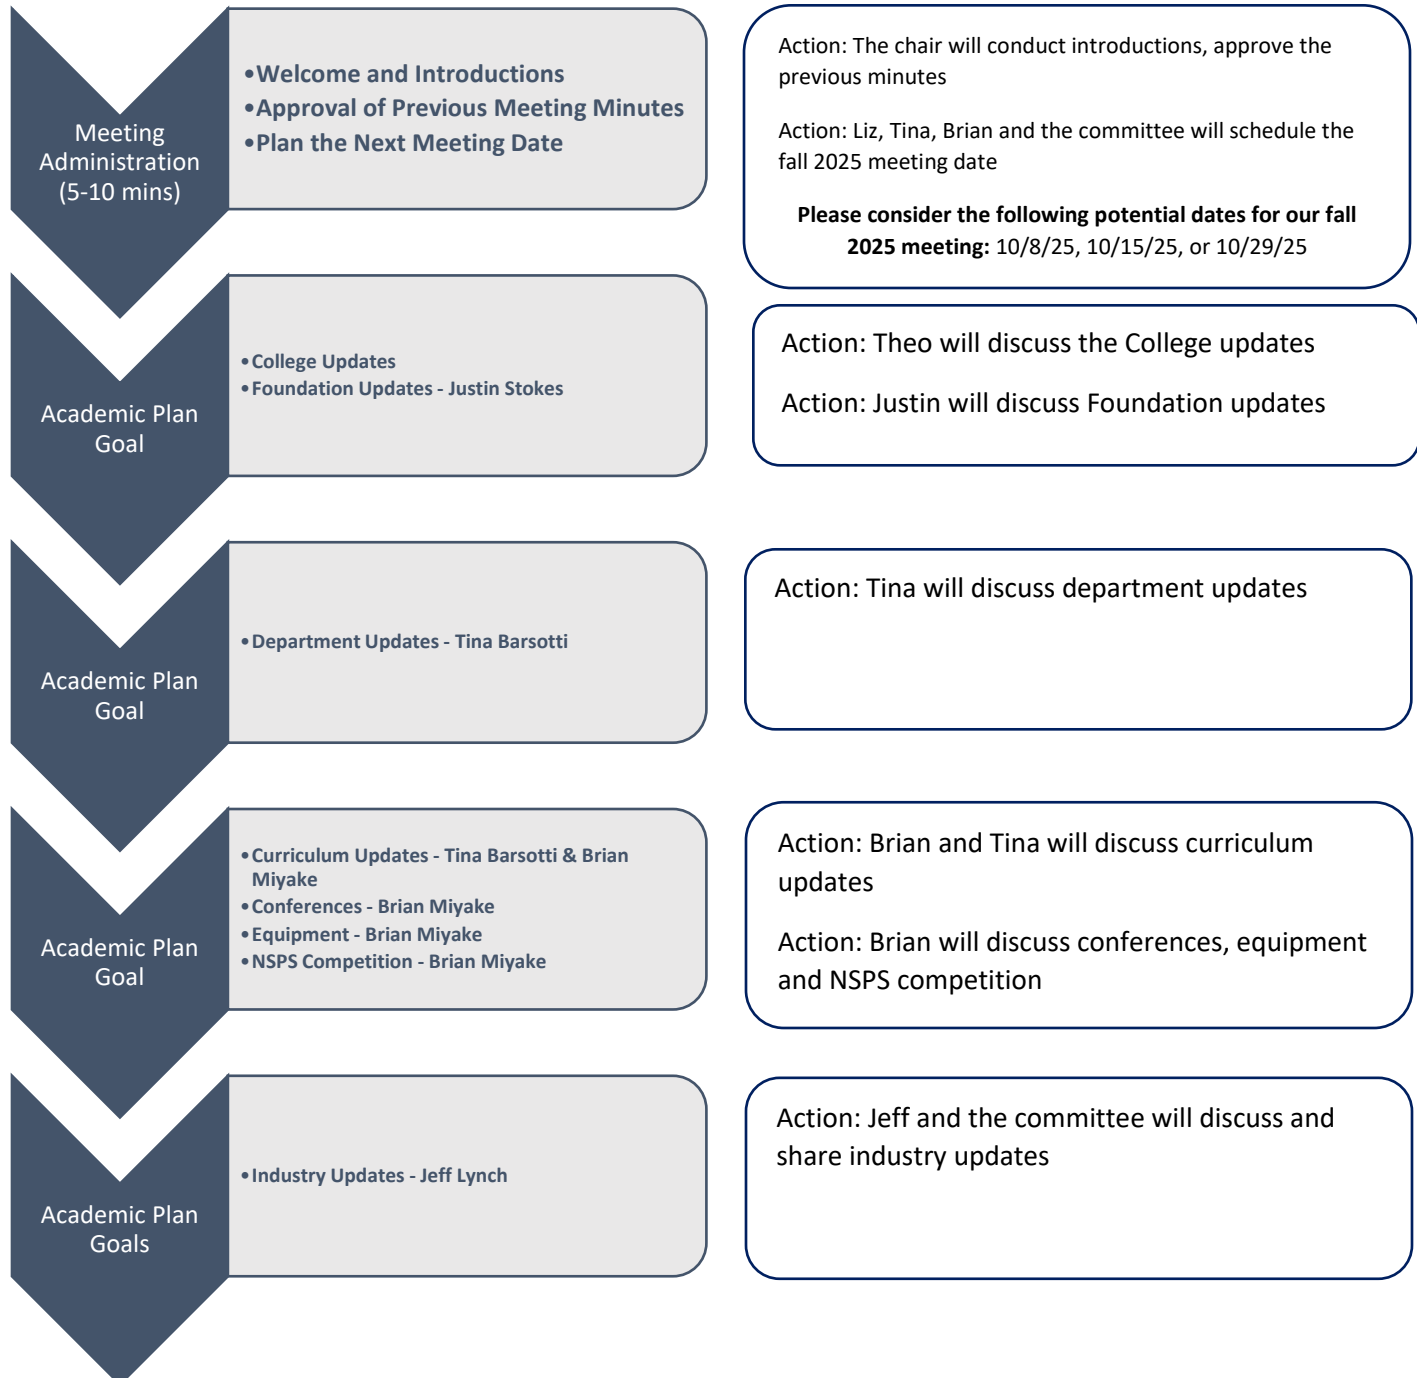 Meeting
Administration
(5-10 mins)
•Welcome and Introductions
•Approval of Previous Meeting Minutes
•Plan the Next Meeting Date
Action: The chair will conduct introductions, approve the
previous minutes
Action: Liz, Tina, Brian and the committee will schedule the
fall 2025 meeting date
Please consider the following potential dates for our fall
2025 meeting: 10/8/25, 10/15/25, or 10/29/25
Academic Plan
Goal
•College Updates
•Foundation Updates - Justin Stokes
Action: Theo will discuss the College updates
Action: Justin will discuss Foundation updates
Academic Plan
Goal
•Department Updates - Tina Barsotti
Action: Tina will discuss department updates
Academic Plan
Goal
•Curriculum Updates - Tina Barsotti & Brian
Miyake
•Conferences - Brian Miyake
•Equipment - Brian Miyake
•NSPS Competition - Brian Miyake
Action: Brian and Tina will discuss curriculum
updates
Action: Brian will discuss conferences, equipment
and NSPS competition
Academic Plan
Goals
•Industry Updates - Jeff Lynch
Action: Jeff and the committee will discuss and
share industry updates